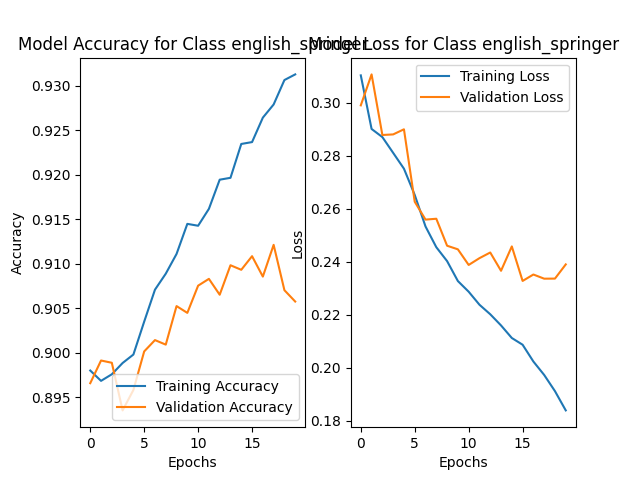 Model Accuracy for Class english_springer
Model Loss for Class english_springer
0.930
0.925
0.920
0.915
0.910
0.905
0.900
0.895
Accuracy
Training Accuracy
Validation Accuracy
0 5 10 15
Epochs
0.30
0.28
0.26
0.24
0.22
0.20
0.18
Loss
Training Loss
Validation Loss
0 5 10 15
Epochs